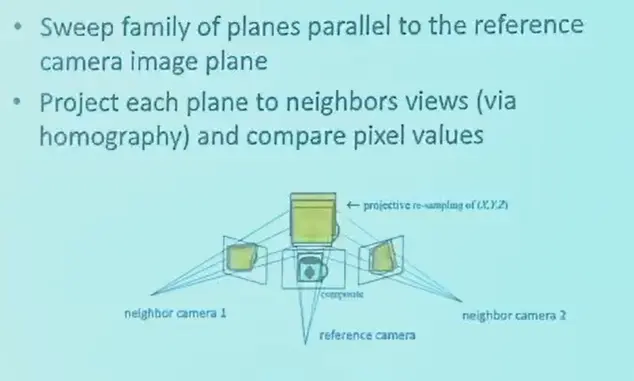 • Sweep family of planes parallel to the reference
camera image plane
• Project each plane to neighbors views (via
homography) and compare pixel values
← projective re-sampling of (X,Y,Z)
composite
neighbor camera 1
neighbor camera 2
reference camera